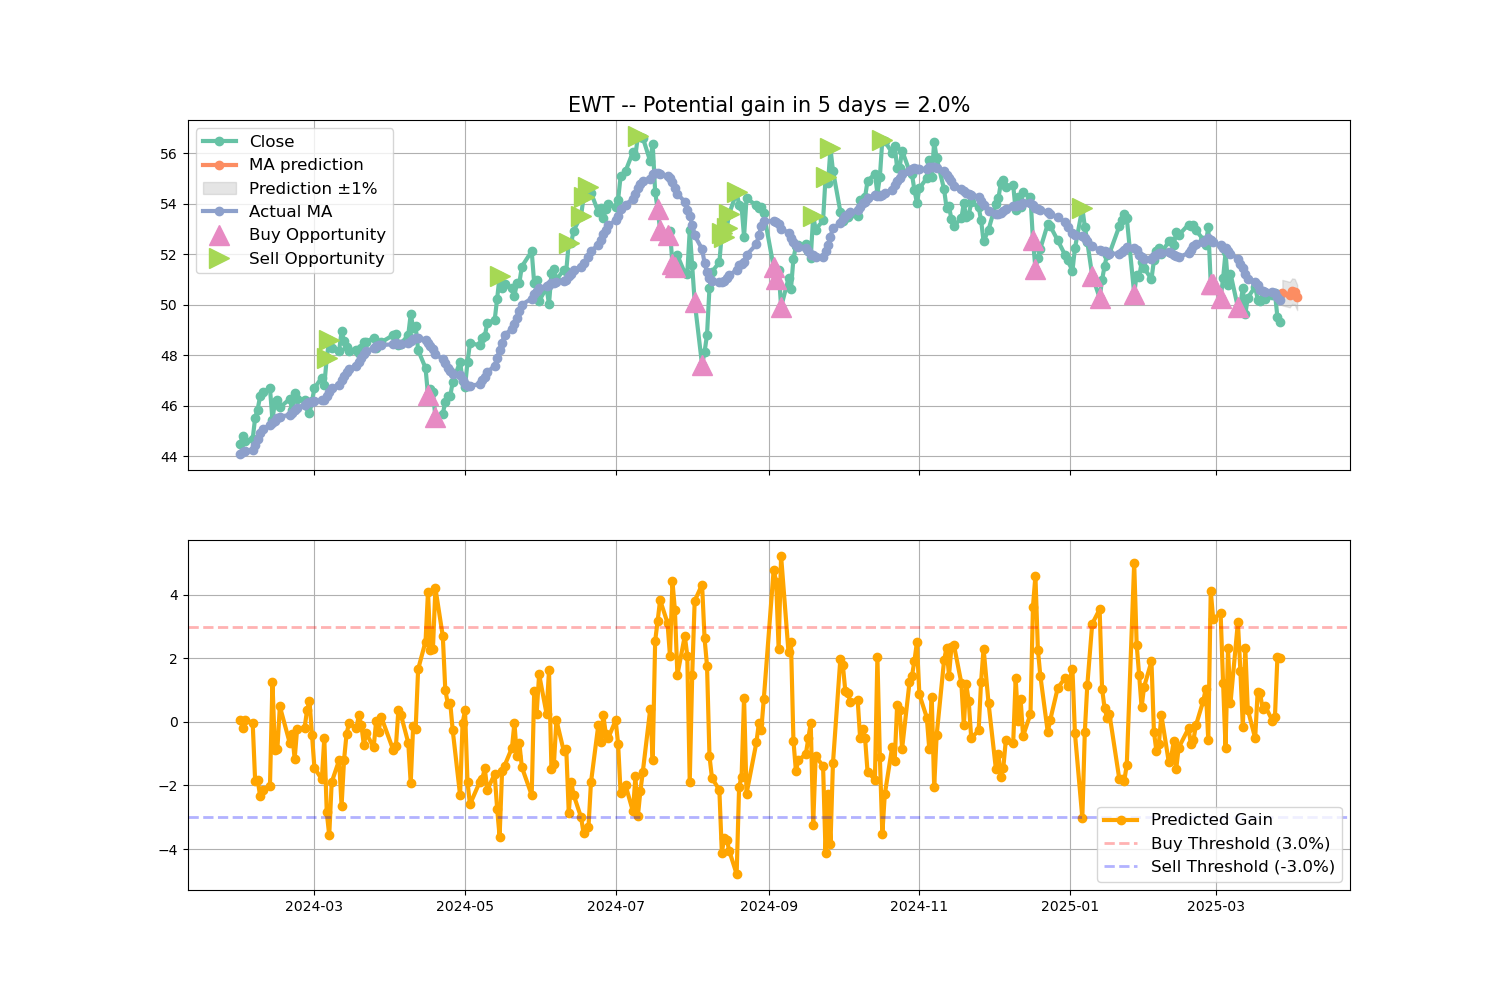 EWT -- Potential gain in 5 days = 2.0%
Close
MA prediction
Prediction ±1%
Actual MA
Buy Opportunity
Sell Opportunity
56
54
52
50
48
46
44
4
2
0
−2
−4
Predicted Gain
Buy Threshold (3.0%)
Sell Threshold (-3.0%)
2024-03 2024-05 2024-07 2024-09 2024-11 2025-01 2025-03